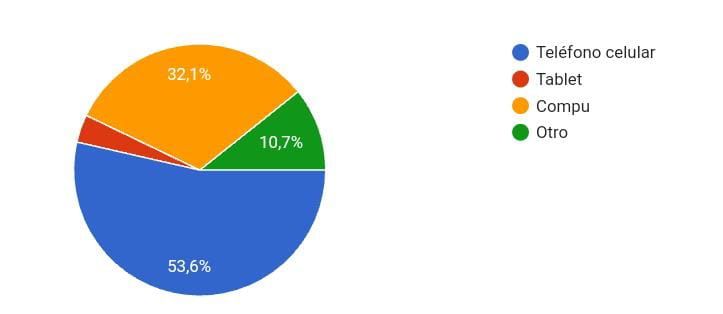 32,1%
10,7%
53,6%
Teléfono celular
Tablet
Compu
Otro